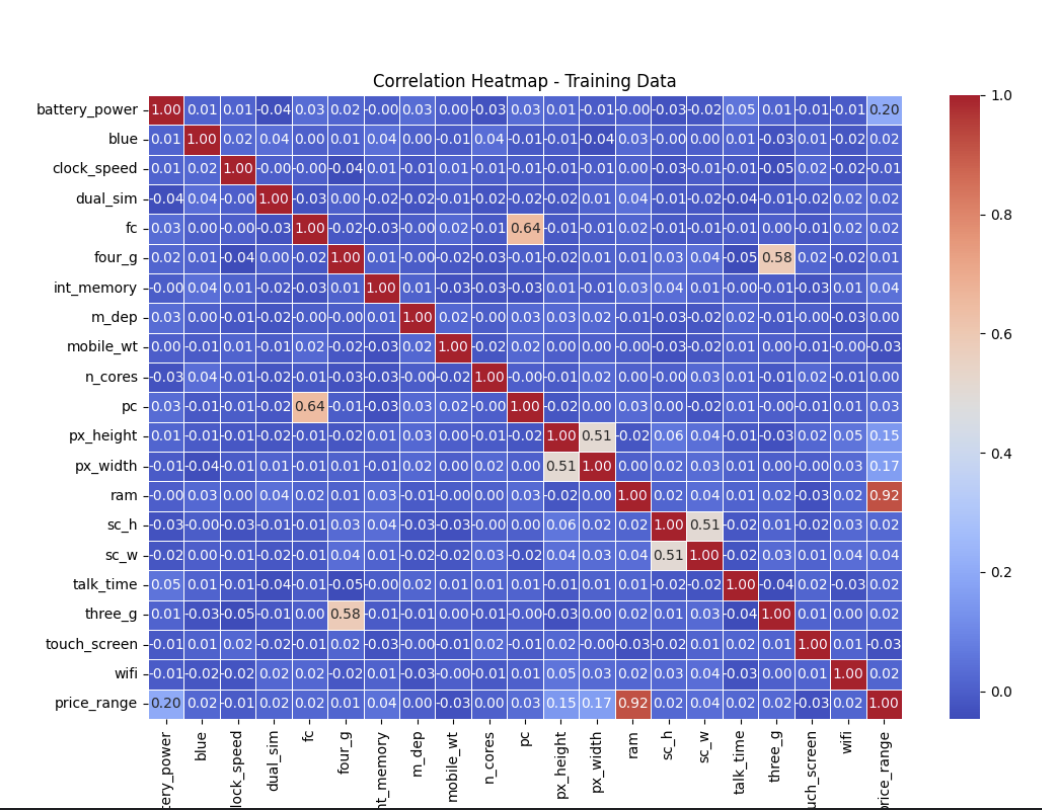 Correlation Heatmap - Training Data
battery_power 1.00 0.01 0.01 -0.04 0.03 0.02 -0.00 0.03 0.00 -0.03 0.03 0.01 -0.01 -0.00 -0.03 -0.02 0.05 0.01 -0.01 -0.01 0.20
blue 0.01 1.00 0.02 0.04 0.00 0.01 0.04 0.00 -0.01 0.04 -0.01 -0.01 -0.04 0.03 -0.00 0.00 0.01 -0.03 0.01 -0.02 0.02
clock_speed 0.01 0.02 1.00 -0.00 -0.00 -0.04 0.01 -0.01 0.01 -0.01 -0.01 -0.01 -0.01 0.00 -0.03 -0.01 -0.01 -0.05 0.02 -0.02 -0.01
dual_sim -0.04 0.04 -0.00 1.00 -0.03 0.00 -0.02 -0.02 -0.01 -0.02 -0.02 -0.02 0.01 0.04 -0.01 -0.02 -0.04 -0.01 -0.02 0.02 0.02
fc 0.03 0.00 -0.00 -0.03 1.00 -0.02 -0.03 -0.00 0.02 -0.01 0.64 -0.01 -0.01 0.02 -0.01 -0.01 -0.01 0.00 -0.01 0.02 0.02
four_g 0.02 0.01 -0.04 0.00 -0.02 1.00 0.01 -0.00 -0.02 -0.03 -0.01 -0.02 0.01 0.01 0.03 0.04 -0.05 0.58 0.02 -0.02 0.01
int_memory -0.00 0.04 0.01 -0.02 -0.03 0.01 1.00 0.01 -0.03 -0.03 -0.03 0.01 -0.01 0.03 0.04 0.01 -0.00 -0.01 -0.03 0.01 0.04
m_dep 0.03 0.00 -0.01 -0.02 -0.00 -0.00 0.01 1.00 0.02 -0.00 0.03 0.03 0.02 -0.01 -0.03 -0.02 0.02 -0.01 -0.00 -0.03 0.00
mobile_wt 0.00 -0.01 0.01 -0.01 0.02 -0.02 -0.03 0.02 1.00 -0.02 0.02 0.00 0.00 -0.00 -0.03 -0.02 0.01 0.00 -0.01 -0.00 -0.03
n_cores -0.03 0.04 -0.01 -0.02 -0.01 -0.03 -0.03 -0.00 -0.02 1.00 -0.00 -0.01 0.02 0.00 -0.00 0.03 0.01 -0.01 0.02 -0.01 0.00
pc 0.03 -0.01 -0.01 -0.02 0.64 -0.01 -0.03 0.03 0.02 -0.00 1.00 -0.02 0.00 0.03 0.00 -0.02 0.01 -0.00 -0.01 0.01 0.03
px_height 0.01 -0.01 -0.01 -0.02 -0.01 -0.02 0.01 0.03 0.00 -0.01 -0.02 1.00 0.51 -0.02 0.06 0.04 -0.01 -0.03 0.02 0.05 0.15
px_width -0.01 -0.04 -0.01 0.01 -0.01 0.01 -0.01 0.02 0.00 0.02 0.00 0.51 1.00 0.00 0.02 0.03 0.01 0.00 -0.00 0.03 0.17
ram -0.00 0.03 0.00 0.04 0.02 0.01 0.03 -0.01 -0.00 0.00 0.03 -0.02 0.00 1.00 0.02 0.04 0.01 0.02 -0.03 0.02 0.92
sc_h -0.03 -0.00 -0.03 -0.01 -0.01 0.03 0.04 -0.03 -0.03 -0.00 0.00 0.06 0.02 0.02 1.00 0.51 -0.02 0.01 -0.02 0.03 0.02
sc_w -0.02 0.00 -0.01 -0.02 -0.01 0.04 0.01 -0.02 -0.02 0.03 -0.02 0.04 0.03 0.04 0.51 1.00 -0.02 0.03 0.01 0.04 0.04
talk_time 0.05 0.01 -0.01 -0.04 -0.01 -0.05 -0.00 0.02 0.01 0.01 0.01 -0.01 0.01 0.01 -0.02 -0.02 1.00 -0.04 0.02 -0.03 0.02
three_g 0.01 -0.03 -0.05 -0.01 0.00 0.58 -0.01 -0.01 0.00 -0.01 -0.00 -0.03 0.00 0.02 0.01 0.03 -0.04 1.00 0.01 0.00 0.02
touch_screen -0.01 0.01 0.02 -0.02 -0.01 0.02 -0.03 -0.00 -0.01 0.02 -0.01 0.02 -0.00 -0.03 -0.02 0.01 0.02 0.01 1.00 0.01 -0.03
wifi -0.01 -0.02 -0.02 0.02 0.02 -0.02 0.01 -0.03 -0.00 -0.01 0.01 0.05 0.03 0.02 0.03 0.04 -0.03 0.00 0.01 1.00 0.02
price_range 0.20 0.02 -0.01 0.02 0.02 0.01 0.04 0.00 -0.03 0.00 0.03 0.15 0.17 0.92 0.02 0.04 0.02 0.02 -0.03 0.02 1.00
tery_power
blue
lock_speed
dual_sim
fc
four_g
nt_memory
m_dep
mobile_wt
n_cores
pc
px_height
px_width
ram
sc_h
sc_w
talk_time
three_g
uch_screen
wifi
price_range
1.0
0.8
0.6
0.4
0.2
0.0